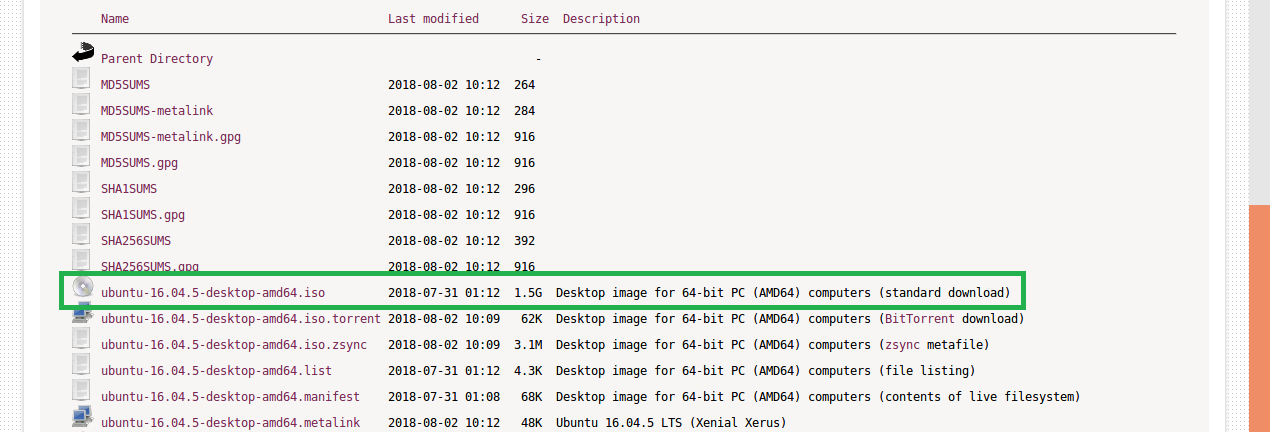 Name Last modified Size Description
Parent Directory -
MD5SUMS 2018-08-02 10:12 264
MD5SUMS-metalink 2018-08-02 10:12 284
MD5SUMS-metalink.gpg 2018-08-02 10:12 916
MD5SUMS.gpg 2018-08-02 10:12 916
SHA1SUMS 2018-08-02 10:12 296
SHA1SUMS.gpg 2018-08-02 10:12 916
SHA256SUMS 2018-08-02 10:12 392
SHA256SUMS.gpg 2018-08-02 10:12 916
ubuntu-16.04.5-desktop-amd64.iso 2018-07-31 01:12 1.5G Desktop image for 64-bit PC (AMD64) computers (standard download)
ubuntu-16.04.5-desktop-amd64.iso.torrent 2018-08-02 10:09 62K Desktop image for 64-bit PC (AMD64) computers (BitTorrent download)
ubuntu-16.04.5-desktop-amd64.iso.zsync 2018-08-02 10:09 3.1M Desktop image for 64-bit PC (AMD64) computers (zsync metafile)
ubuntu-16.04.5-desktop-amd64.list 2018-07-31 01:12 4.3K Desktop image for 64-bit PC (AMD64) computers (file listing)
ubuntu-16.04.5-desktop-amd64.manifest 2018-07-31 01:08 68K Desktop image for 64-bit PC (AMD64) computers (contents of live filesystem)
ubuntu-16.04.5-desktop-amd64.metalink 2018-08-02 10:12 48K Ubuntu 16.04.5 LTS (Xenial Xerus)